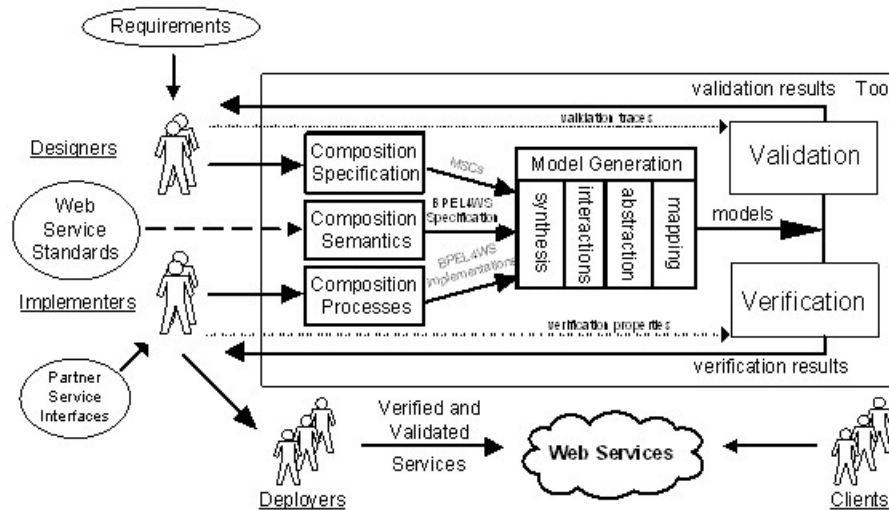 Requirements
validation results
Too
validation traces
Designers
Composition
Specification
MSCs
Model Generation
Validation
Web
Service
Standards
Composition
Semantics
BPEL4WS
Specification
synthesis
interactions
abstraction
mapping
models
Implementers
Composition
Processes
BPEL4WS
Implementations
Verification
verification properties
verification results
Partner
Service
Interfaces
Verified and
Validated
Services
Web Services
Deployers
Clients